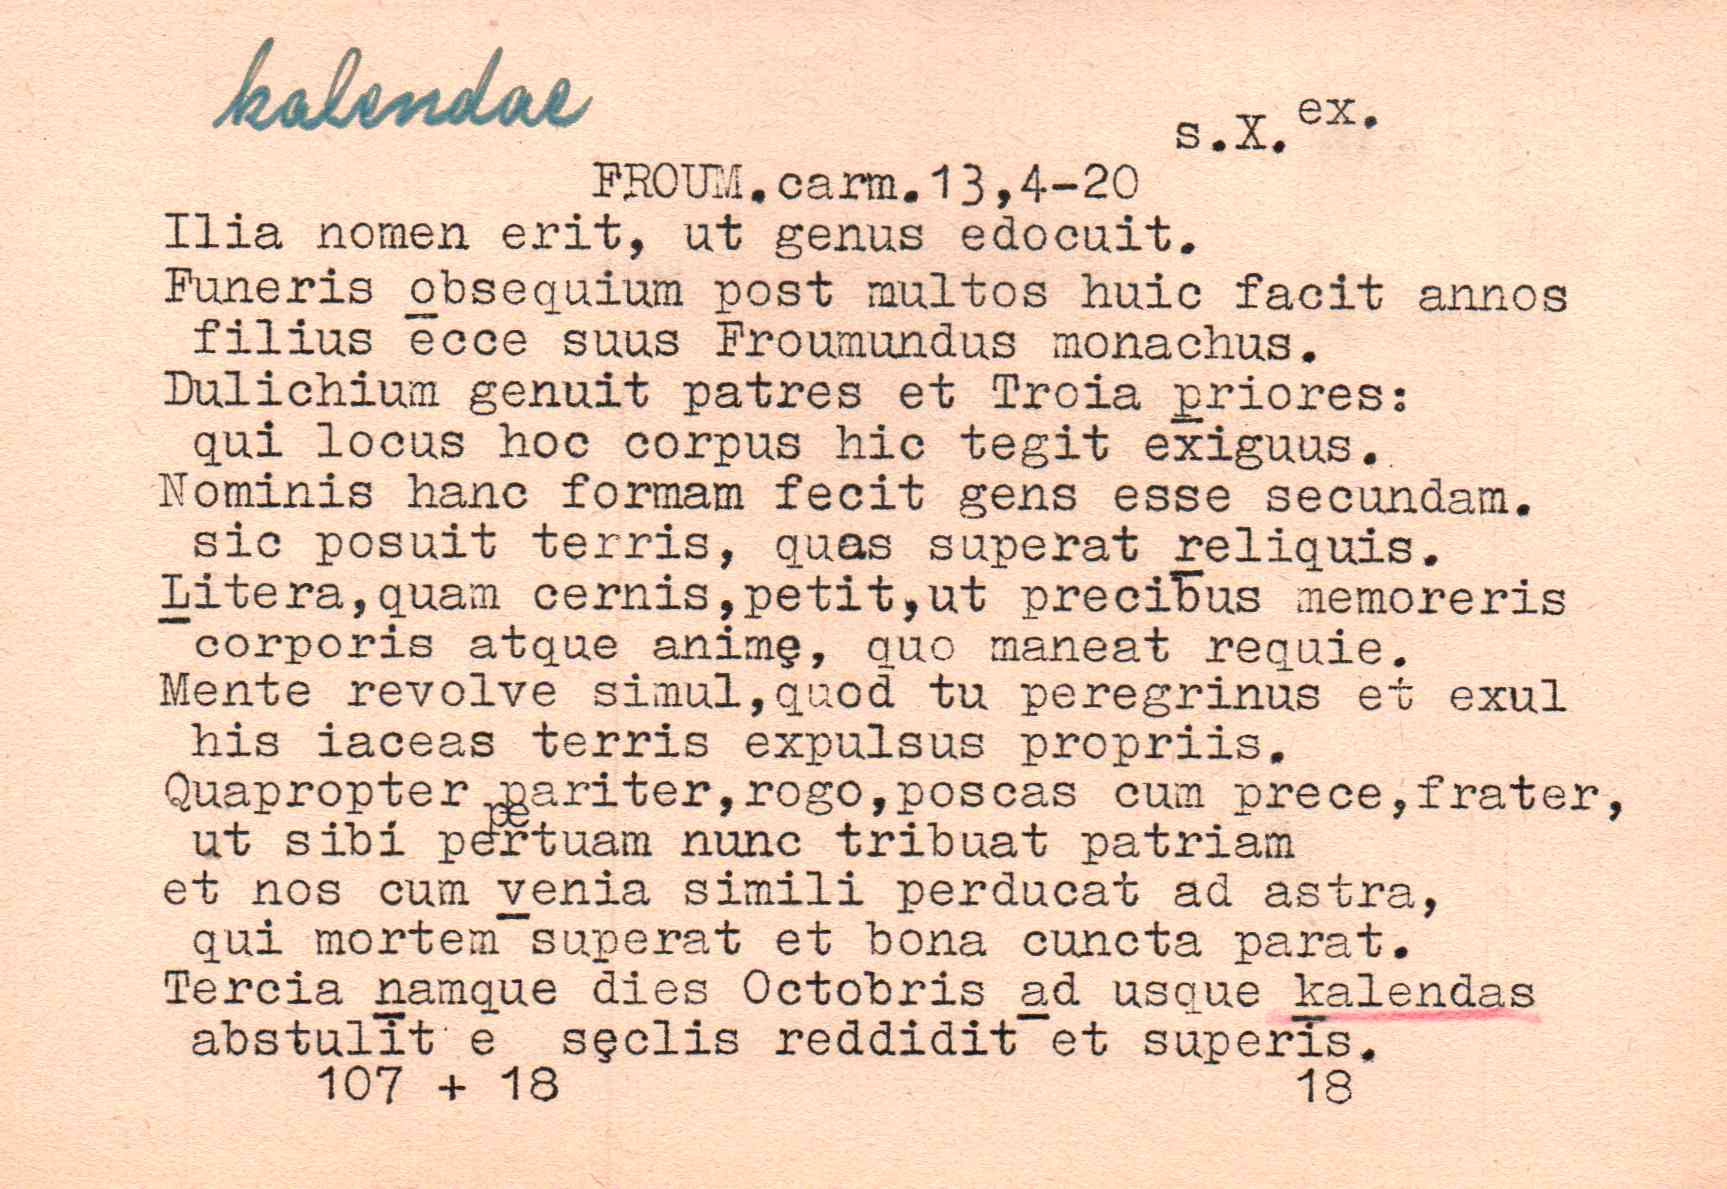 kalendae
s.X.ex.
FROUM.carm.13,4-20
Ilia nomen erit, ut genus edocuit.
Funeris obsequium post multos huic facit annos
filius ecce suus Froumundus monachus.
Dulichium genuit patres et Troia priores:
qui locus hoc corpus hic tegit exiguus.
Nominis hanc formam fecit gens esse secundam.
sic posuit terris, quas superat reliquis.
Litera,quam cernis,petit,ut precibus memoreris
corporis atque animę, quo maneat requie.
Mente revolve simul,quod tu peregrinus et exul
his iaceas terris expulsus propriis.
Quapropter pariter,rogo,poscas cum prece,frater,
ut sibi perpetuam nunc tribuat patriam
et nos cum venia simili perducat ad astra,
qui mortem superat et bona cuncta parat.
Tercia namque dies Octobris ad usque kalendas
abstulit e sęclis reddidit et superis.
107 + 18 18